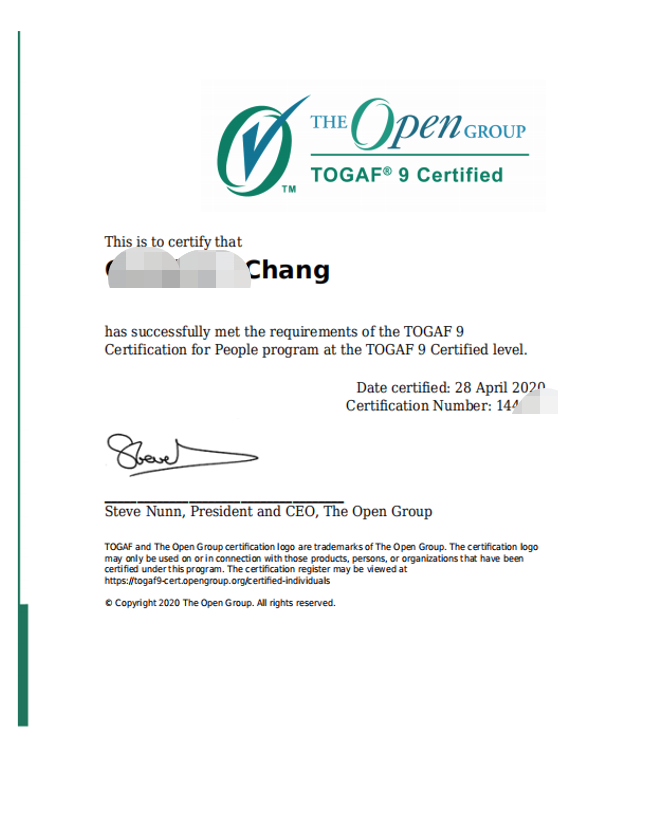 THE Open GROUP
TM
TOGAF® 9 Certified
This is to certify that
Chang
has successfully met the requirements of the TOGAF 9
Certification for People program at the TOGAF 9 Certified level.
Date certified: 28 April 2020
Certification Number: 144
Steve
Steve Nunn, President and CEO, The Open Group
TOGAF and The Open Group certification logo are trademarks of The Open Group. The certification logo
may only be used on or in connection with those products, persons, or organizations that have been
certified under this program. The certification register may be viewed at
https://togaf9-cert.opengroup.org/certified-individuals
© Copyright 2020 The Open Group. All rights reserved.